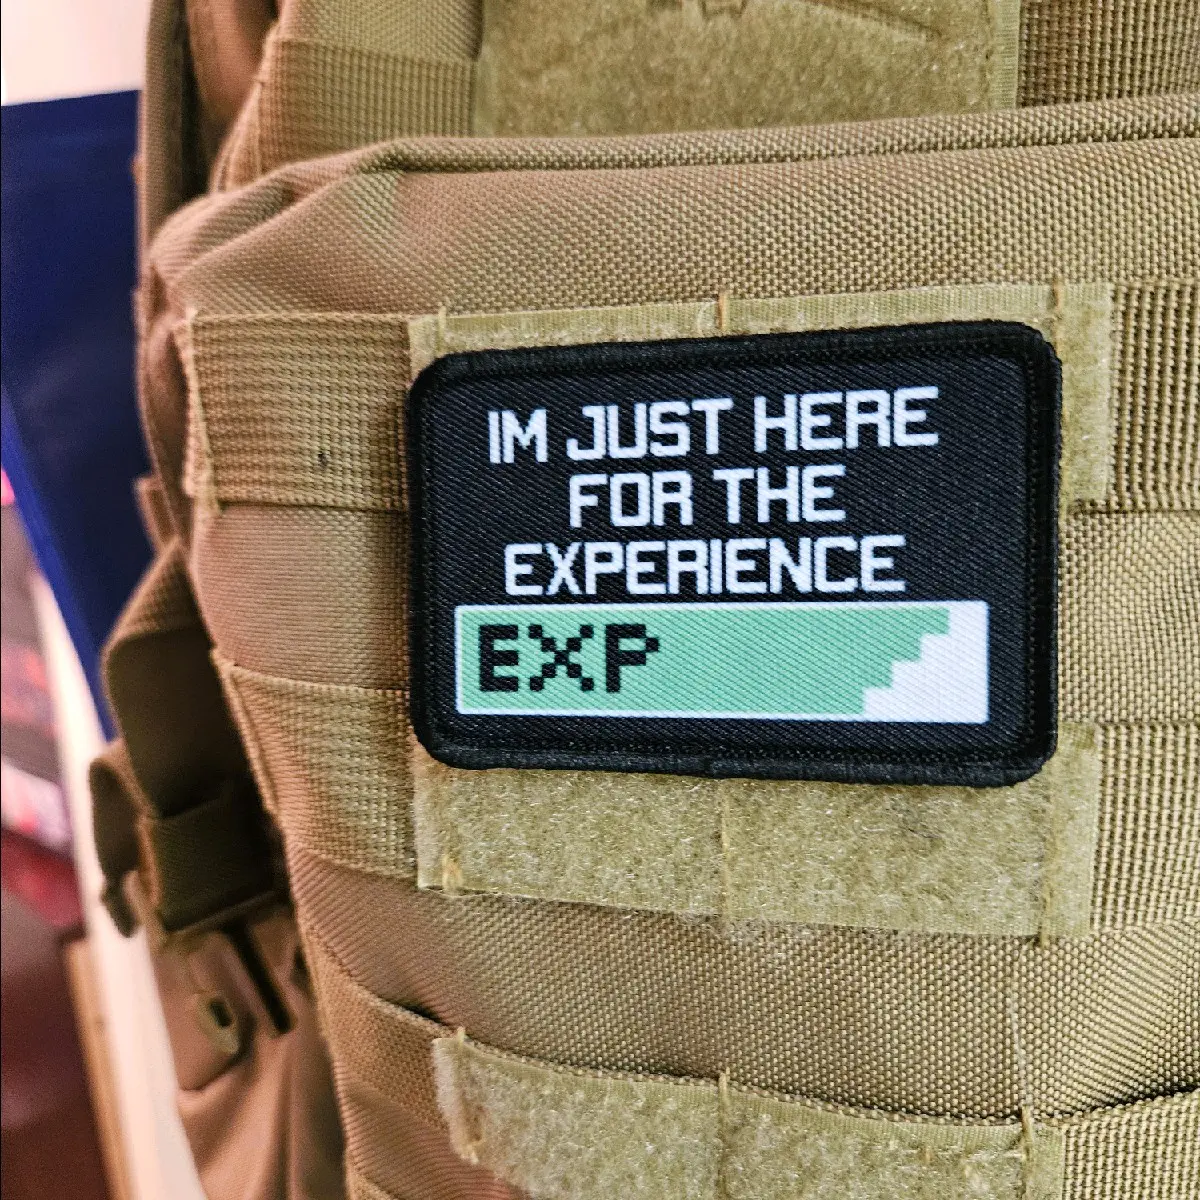 IM JUST HERE
FOR THE
EXPERIENCE
EXP